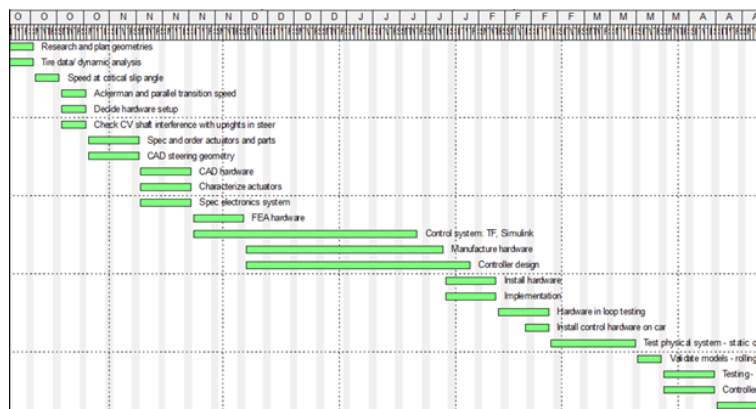 O O O O N N N N D D D D D J J J J F F F F M M M M A A A
Research and plan geometries
Tire data/ dynamic analysis
Speed at critical slip angle
Ackerman and parallel transition speed
Decide hardware setup
Check CV shaft interference with uprights in steer
Spec and order actuators and parts
CAD steering geometry
CAD hardware
Characterize actuators
Spec electronics system
FEA hardware
Control system: TF, Simulink
Manufacture hardware
Controller design
Install hardware
Implementation
Hardware in loop testing
Install control hardware on car
Test physical system - static
Validate models - rolling
Testing -
Controller